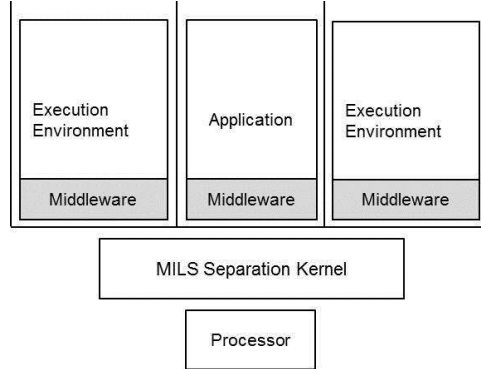 Execution
Environment
Application
Execution
Environment
Middleware
Middleware
Middleware
MILS Separation Kernel
Processor